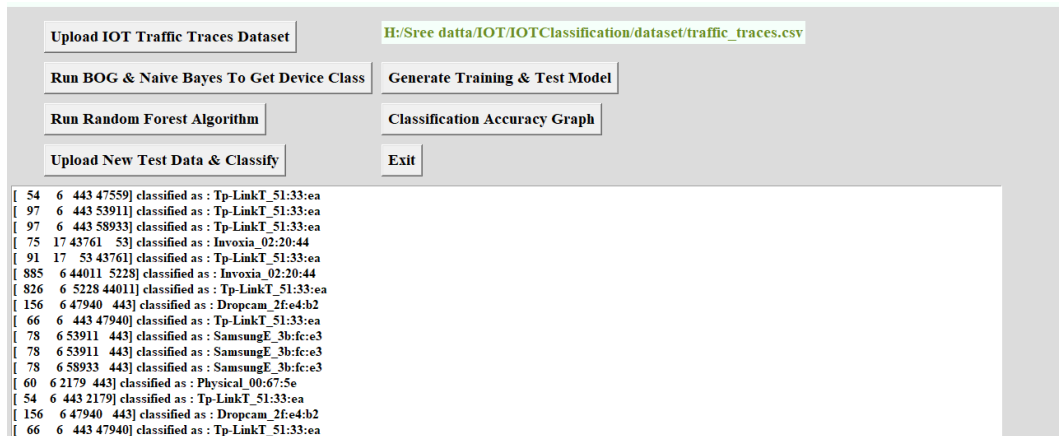 Upload IOT Traffic Traces Dataset H:/Sree datta/IOT/IOTClassification/dataset/traffic_traces.csv
Run BOG & Naive Bayes To Get Device Class Generate Training & Test Model
Run Random Forest Algorithm Classification Accuracy Graph
Upload New Test Data & Classify Exit
[ 54 6 443 47559] classified as : Tp-LinkT_51:33:ea
[ 97 6 443 53911] classified as : Tp-LinkT_51:33:ea
[ 97 6 443 58933] classified as : Tp-LinkT_51:33:ea
[ 75 17 43761 53] classified as : Invoxia_02:20:44
[ 91 17 53 43761] classified as : Tp-LinkT_51:33:ea
[ 885 6 44011 5228] classified as : Invoxia_02:20:44
[ 826 6 5228 44011] classified as : Tp-LinkT_51:33:ea
[ 156 6 47940 443] classified as : Dropcam_2f:e4:b2
[ 66 6 443 47940] classified as : Tp-LinkT_51:33:ea
[ 78 6 53911 443] classified as : SamsungE_3b:fc:e3
[ 78 6 53911 443] classified as : SamsungE_3b:fc:e3
[ 78 6 58933 443] classified as : SamsungE_3b:fc:e3
[ 60 6 2179 443] classified as : Physical_00:67:5e
[ 54 6 443 2179] classified as : Tp-LinkT_51:33:ea
[ 156 6 47940 443] classified as : Dropcam_2f:e4:b2
[ 66 6 443 47940] classified as : Tp-LinkT_51:33:ea